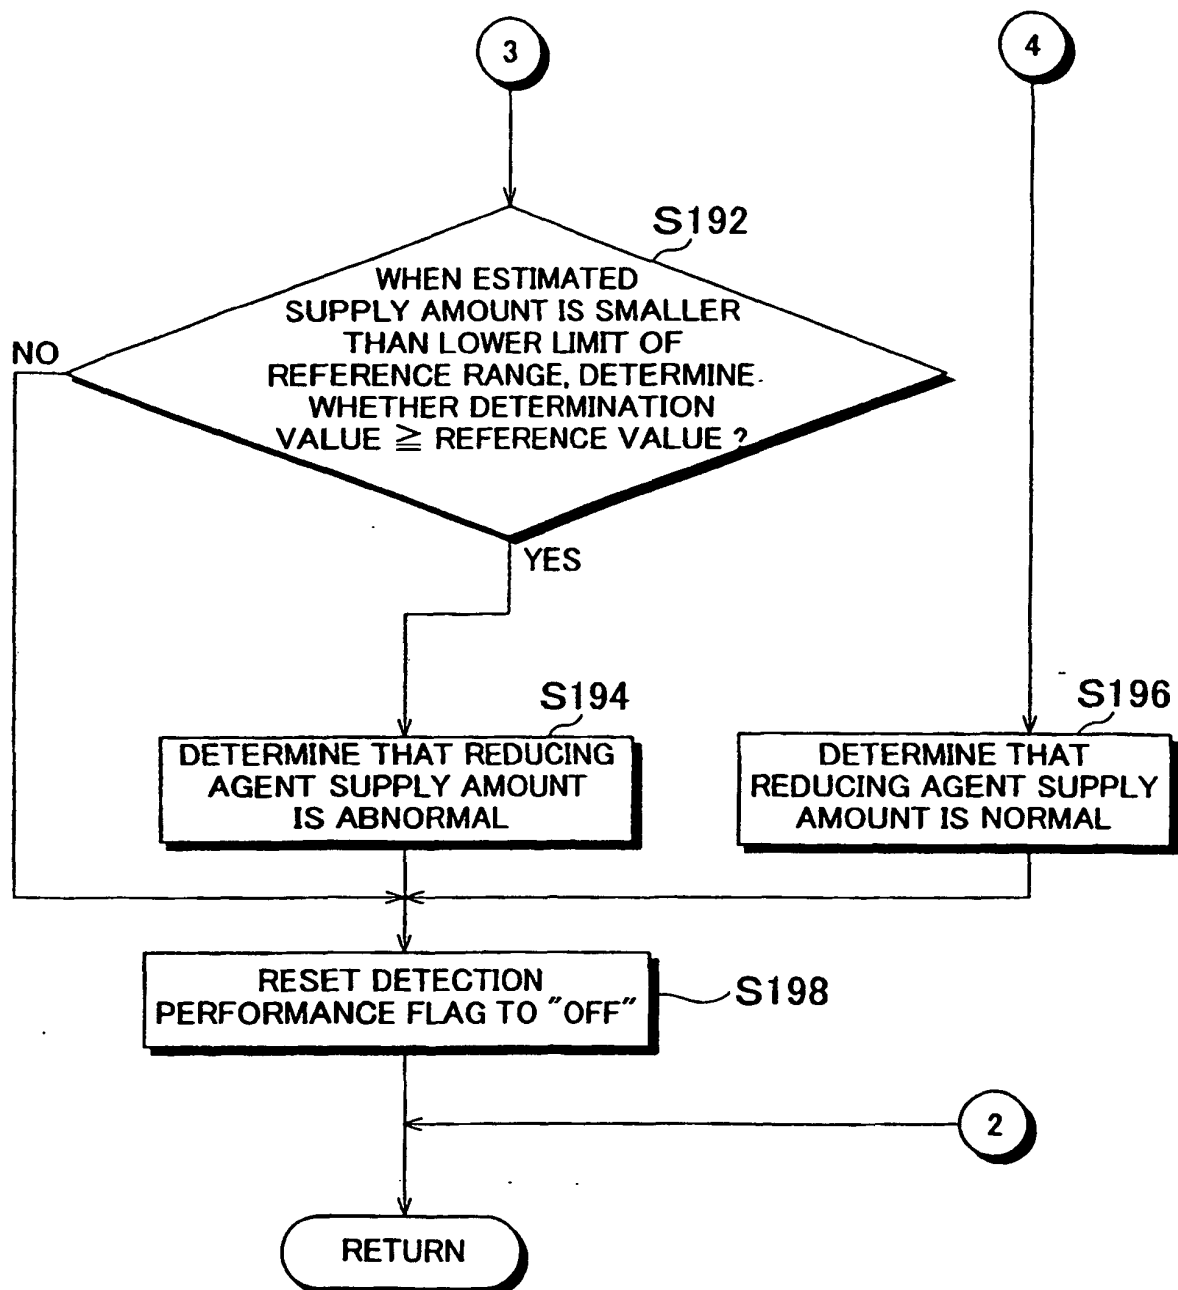 3
4
S192
WHEN ESTIMATED
SUPPLY AMOUNT IS SMALLER
THAN LOWER LIMIT OF
REFERENCE RANGE, DETERMINE
WHETHER DETERMINATION
VALUE ≧ REFERENCE VALUE ?
NO
YES
S194
DETERMINE THAT REDUCING
AGENT SUPPLY AMOUNT
IS ABNORMAL
S196
DETERMINE THAT
REDUCING AGENT SUPPLY
AMOUNT IS NORMAL
RESET DETECTION
PERFORMANCE FLAG TO "OFF"
S198
2
RETURN